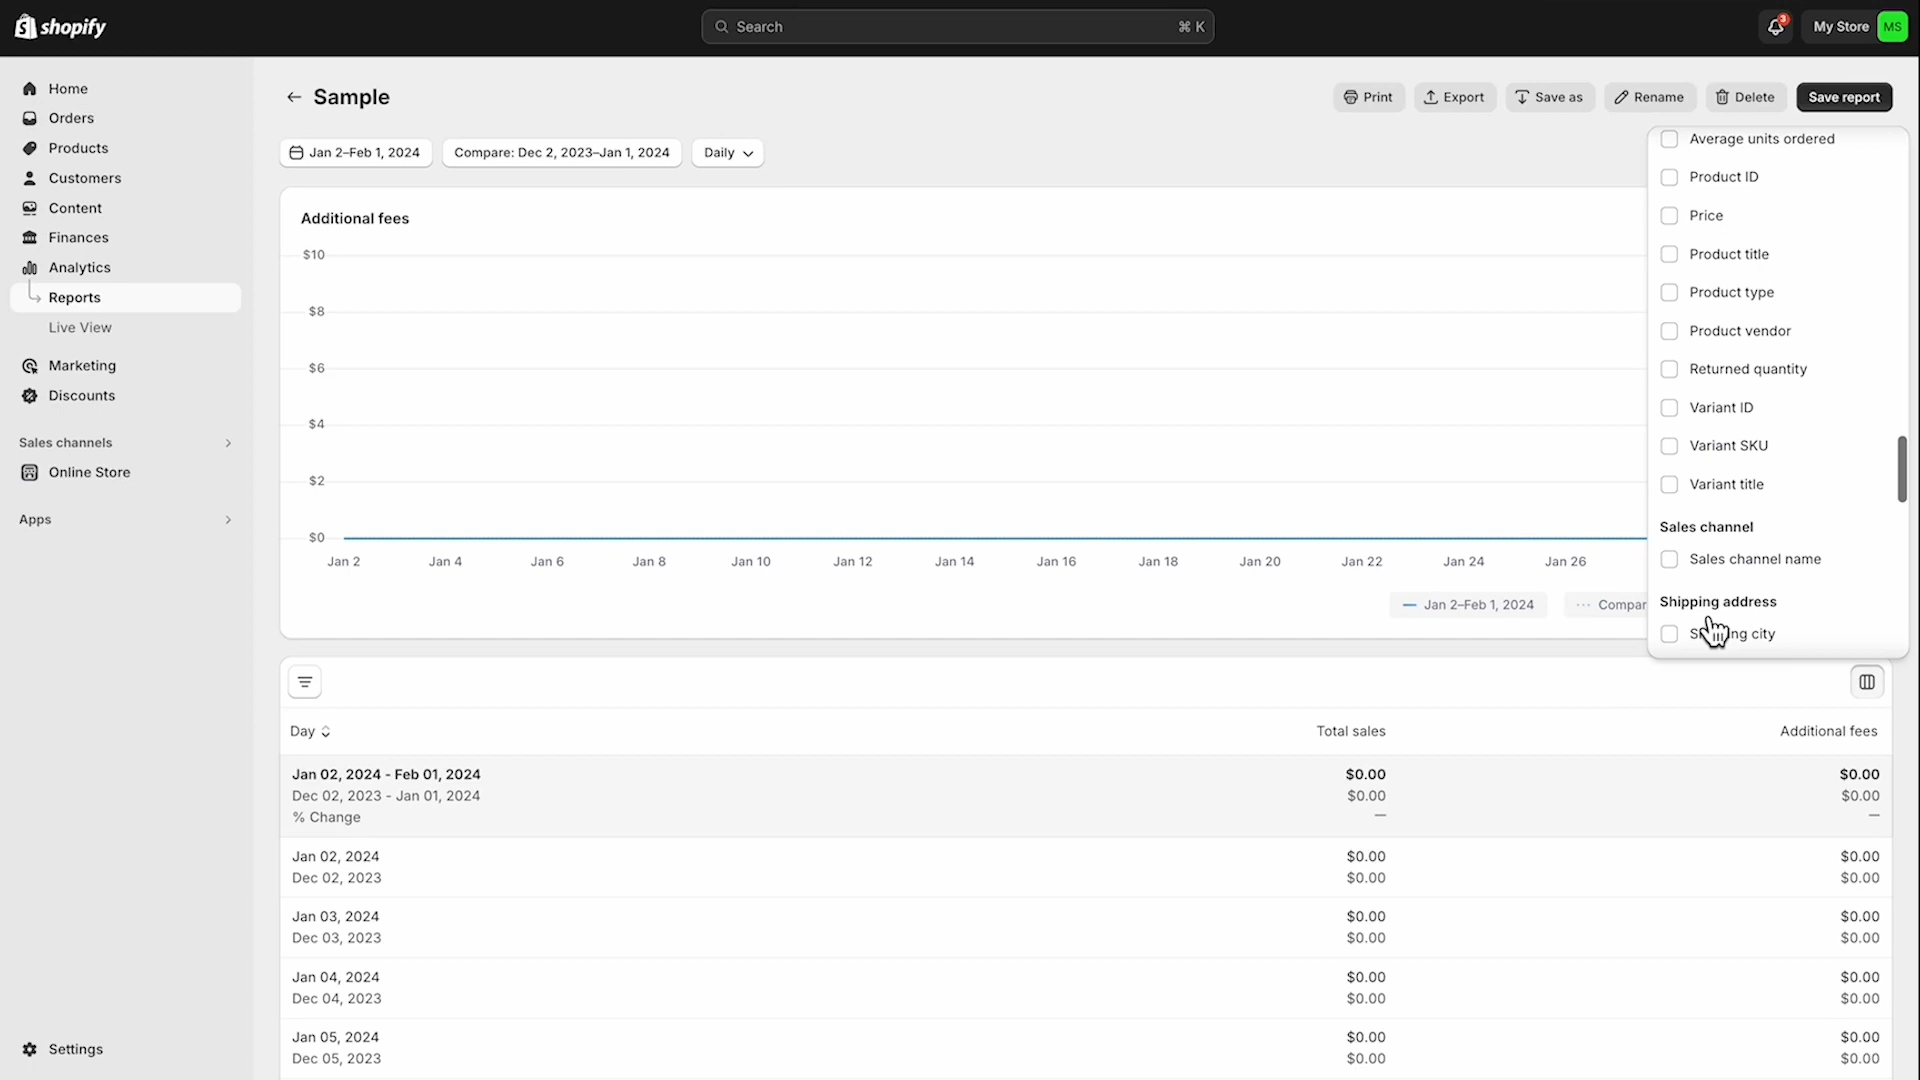 shopify
Search
⌘ K
3
My Store
MS
Home
Orders
Products
Customers
Content
Finances
Analytics
Reports
Live View
Marketing
Discounts
Sales channels
Online Store
Apps
Settings
Sample
Print
Export
Save as
Rename
Delete
Save report
Jan 2–Feb 1, 2024
Compare: Dec 2, 2023–Jan 1, 2024
Daily
Additional fees
$10
$8
$6
$4
$2
$0
Jan 2
Jan 4
Jan 6
Jan 8
Jan 10
Jan 12
Jan 14
Jan 16
Jan 18
Jan 20
Jan 22
Jan 24
Jan 26
Jan 2–Feb 1, 2024
Average units ordered
Product ID
Price
Product title
Product type
Product vendor
Returned quantity
Variant ID
Variant SKU
Variant title
Sales channel
Sales channel name
Shipping address
city
Day Total sales Additional fees
Jan 02, 2024 - Feb 01, 2024 $0.00 $0.00
Dec 02, 2023 - Jan 01, 2024 $0.00 $0.00
% Change — —
Jan 02, 2024 $0.00 $0.00
Dec 02, 2023 $0.00 $0.00
Jan 03, 2024 $0.00 $0.00
Dec 03, 2023 $0.00 $0.00
Jan 04, 2024 $0.00 $0.00
Dec 04, 2023 $0.00 $0.00
Jan 05, 2024 $0.00 $0.00
Dec 05, 2023 $0.00 $0.00